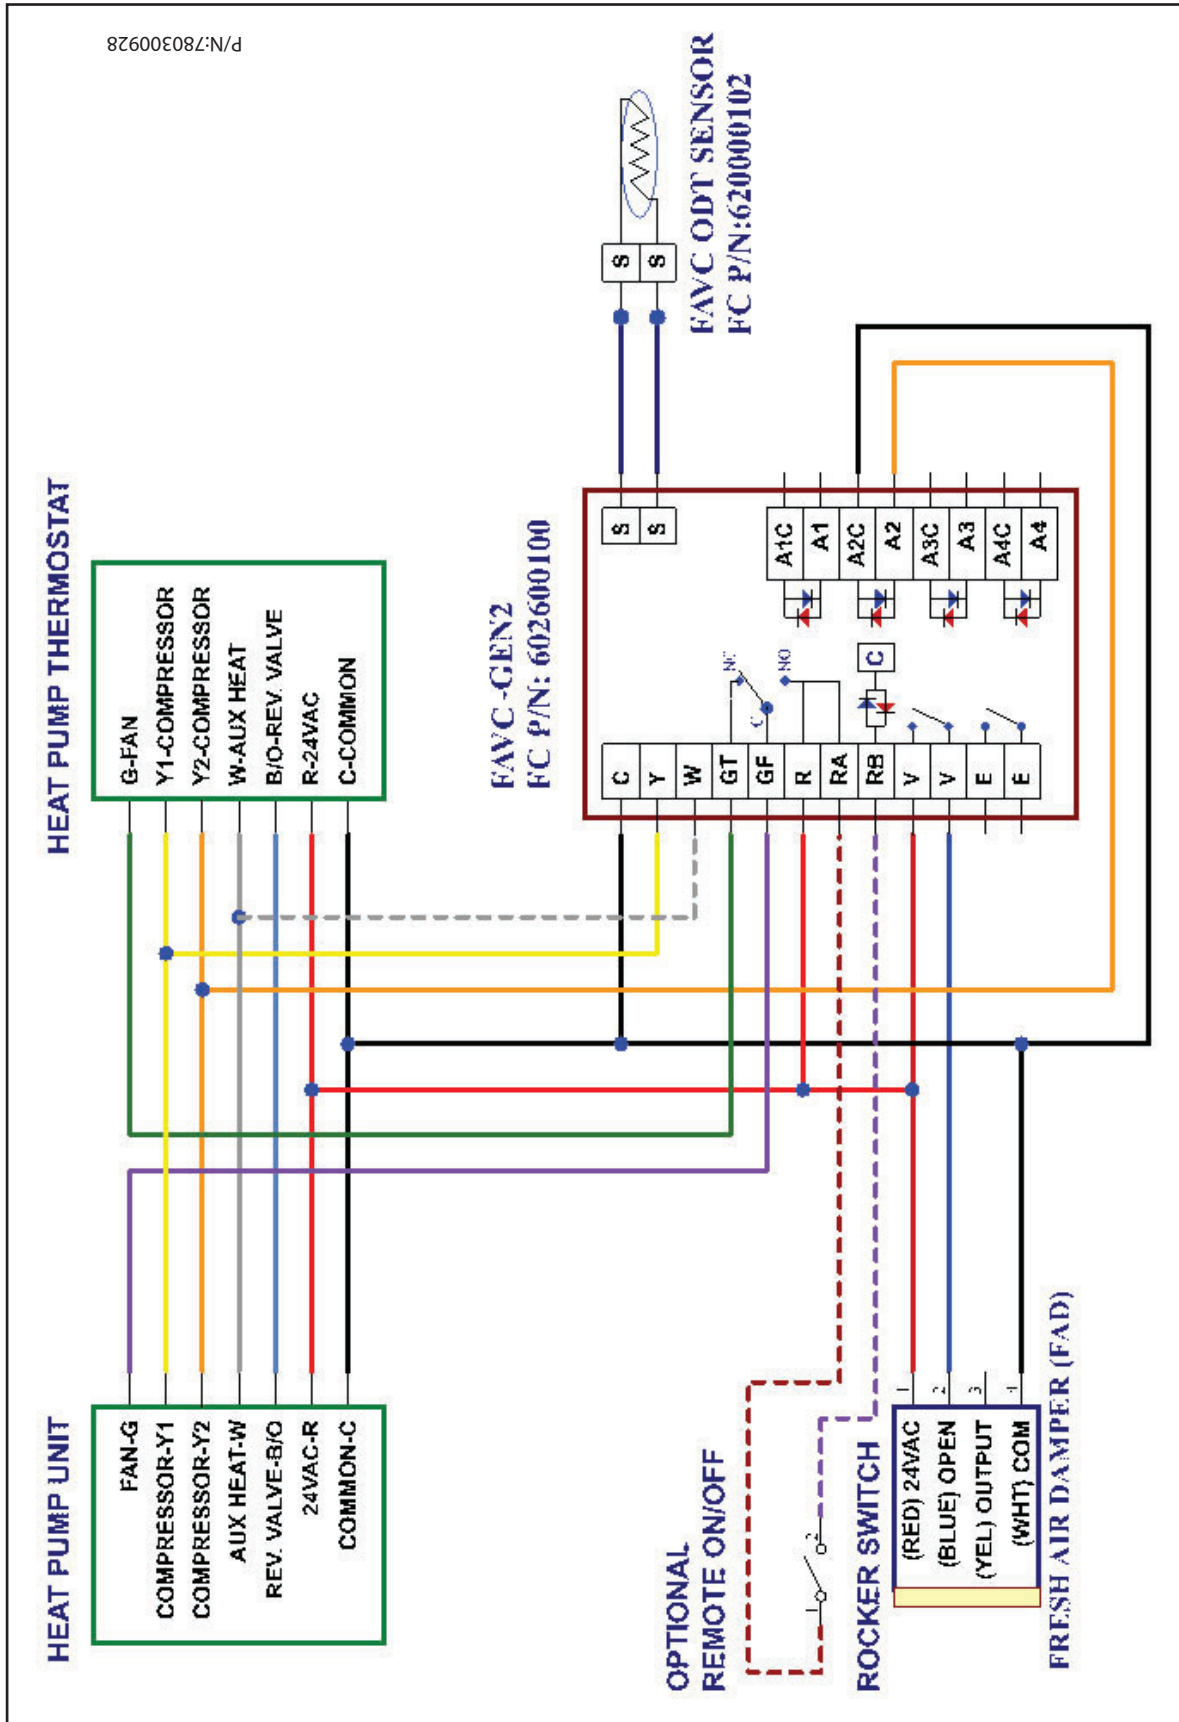 P/N:7803000928
HEAT PUMP UNIT
FAN-G
COMPRESSOR-Y1
COMPRESSOR-Y2
AUX HEAT-W
REV. VALVE-B/O
24VAC-R
COMMON-C
HEAT PUMP THERMOSTAT
G-FAN
Y1-COMPRESSOR
Y2-COMPRESSOR
W-AUX HEAT
B/O-REV. VALVE
R-24VAC
C-COMMON
FAVC-GEN2
FC P/N: 602600100
C
Y
W
GT
GF
R
RA
RB
V
V
E
E
NC
C
NO
C
S
S
A1C
A1
A2C
A2
A3C
A3
A4C
A4
S
S
FAVC ODT SENSOR
FC P/N:620000102
OPTIONAL
REMOTE ON/OFF
1
2
ROCKER SWITCH
(RED) 24VAC
(BLUE) OPEN
(YEL) OUTPUT
(WHT) COM
1
2
3
4
FRESH AIR DAMPER (FAD)